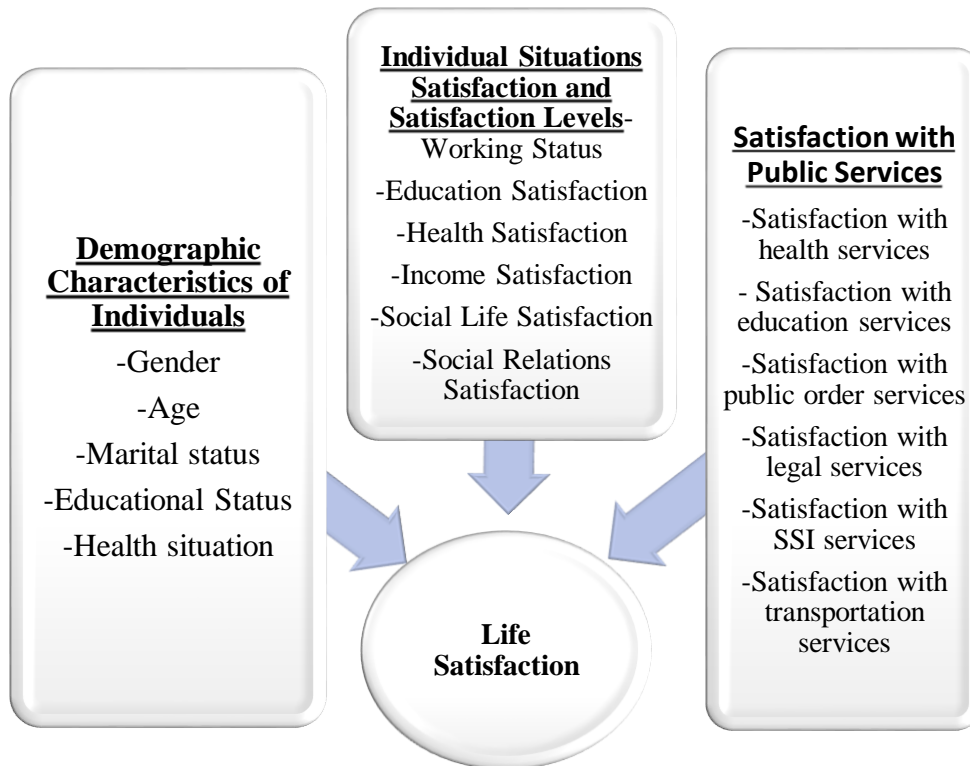 Demographic
Characteristics of
Individuals
-Gender
-Age
-Marital status
-Educational Status
-Health situation
Individual Situations
Satisfaction and
Satisfaction Levels-
Working Status
-Education Satisfaction
-Health Satisfaction
-Income Satisfaction
-Social Life Satisfaction
-Social Relations
Satisfaction
Satisfaction with
Public Services
-Satisfaction with
health services
- Satisfaction with
education services
-Satisfaction with
public order services
-Satisfaction with
legal services
-Satisfaction with
SSI services
-Satisfaction with
transportation
services
Life
Satisfaction